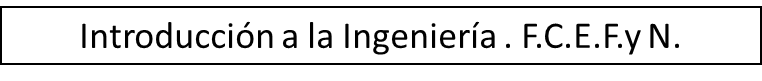 Introducción a la Ingeniería . F.C.E.F.y N.